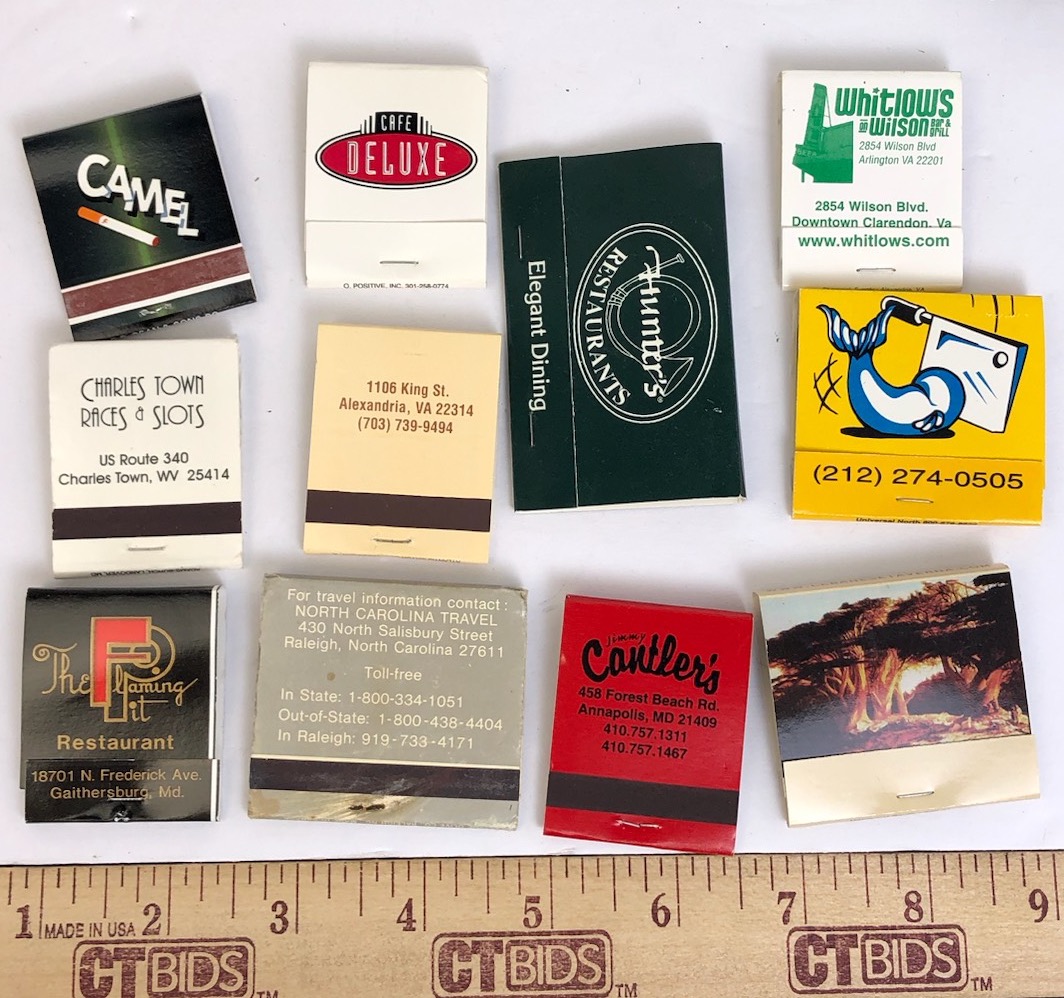 CAMEL
CAFE
DELUXE
O. POSITIVE, INC. 301-258-0774
Hunter's
RESTAURANTS
Elegant Dining
Whitlow's
on Wilson BAR & GRILL
2854 Wilson Blvd
Arlington VA 22201
2854 Wilson Blvd.
Downtown Clarendon, Va
www.whitlows.com
CHARLES TOWN
RACES & SLOTS
US Route 340
Charles Town, WV 25414
1106 King St.
Alexandria, VA 22314
(703) 739-9494
(212) 274-0505
The Flaming
Pit
Restaurant
18701 N. Frederick Ave.
Gaithersburg, Md.
For travel information contact:
NORTH CAROLINA TRAVEL
430 North Salisbury Street
Raleigh, North Carolina 27611
Toll-free
In State: 1-800-334-1051
Out-of-State: 1-800-438-4404
In Raleigh: 919-733-4171
Jimmy
Cantler's
458 Forest Beach Rd.
Annapolis, MD 21409
410.757.1311
410.757.1467
1 2 3 4 5 6 7 8 9
MADE IN USA
CTBIDS™ CTBIDS™ CTBIDS™